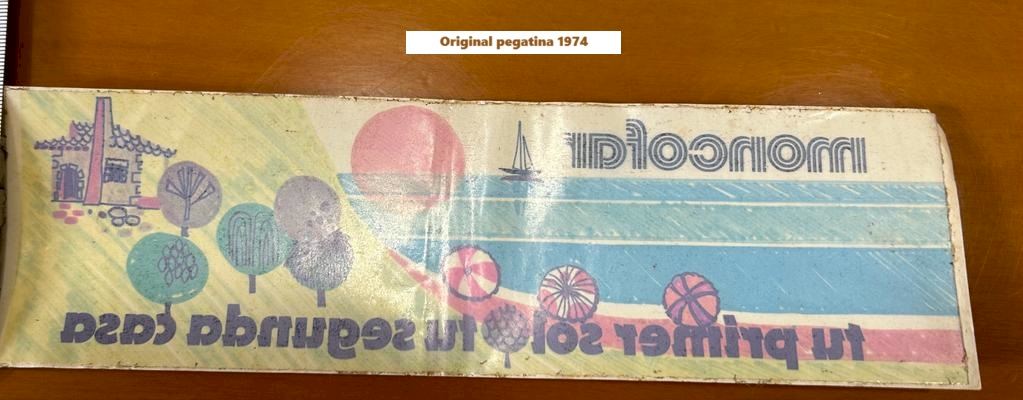 Original pegatina 1974
moncofar
tu primer sol tu segunda casa